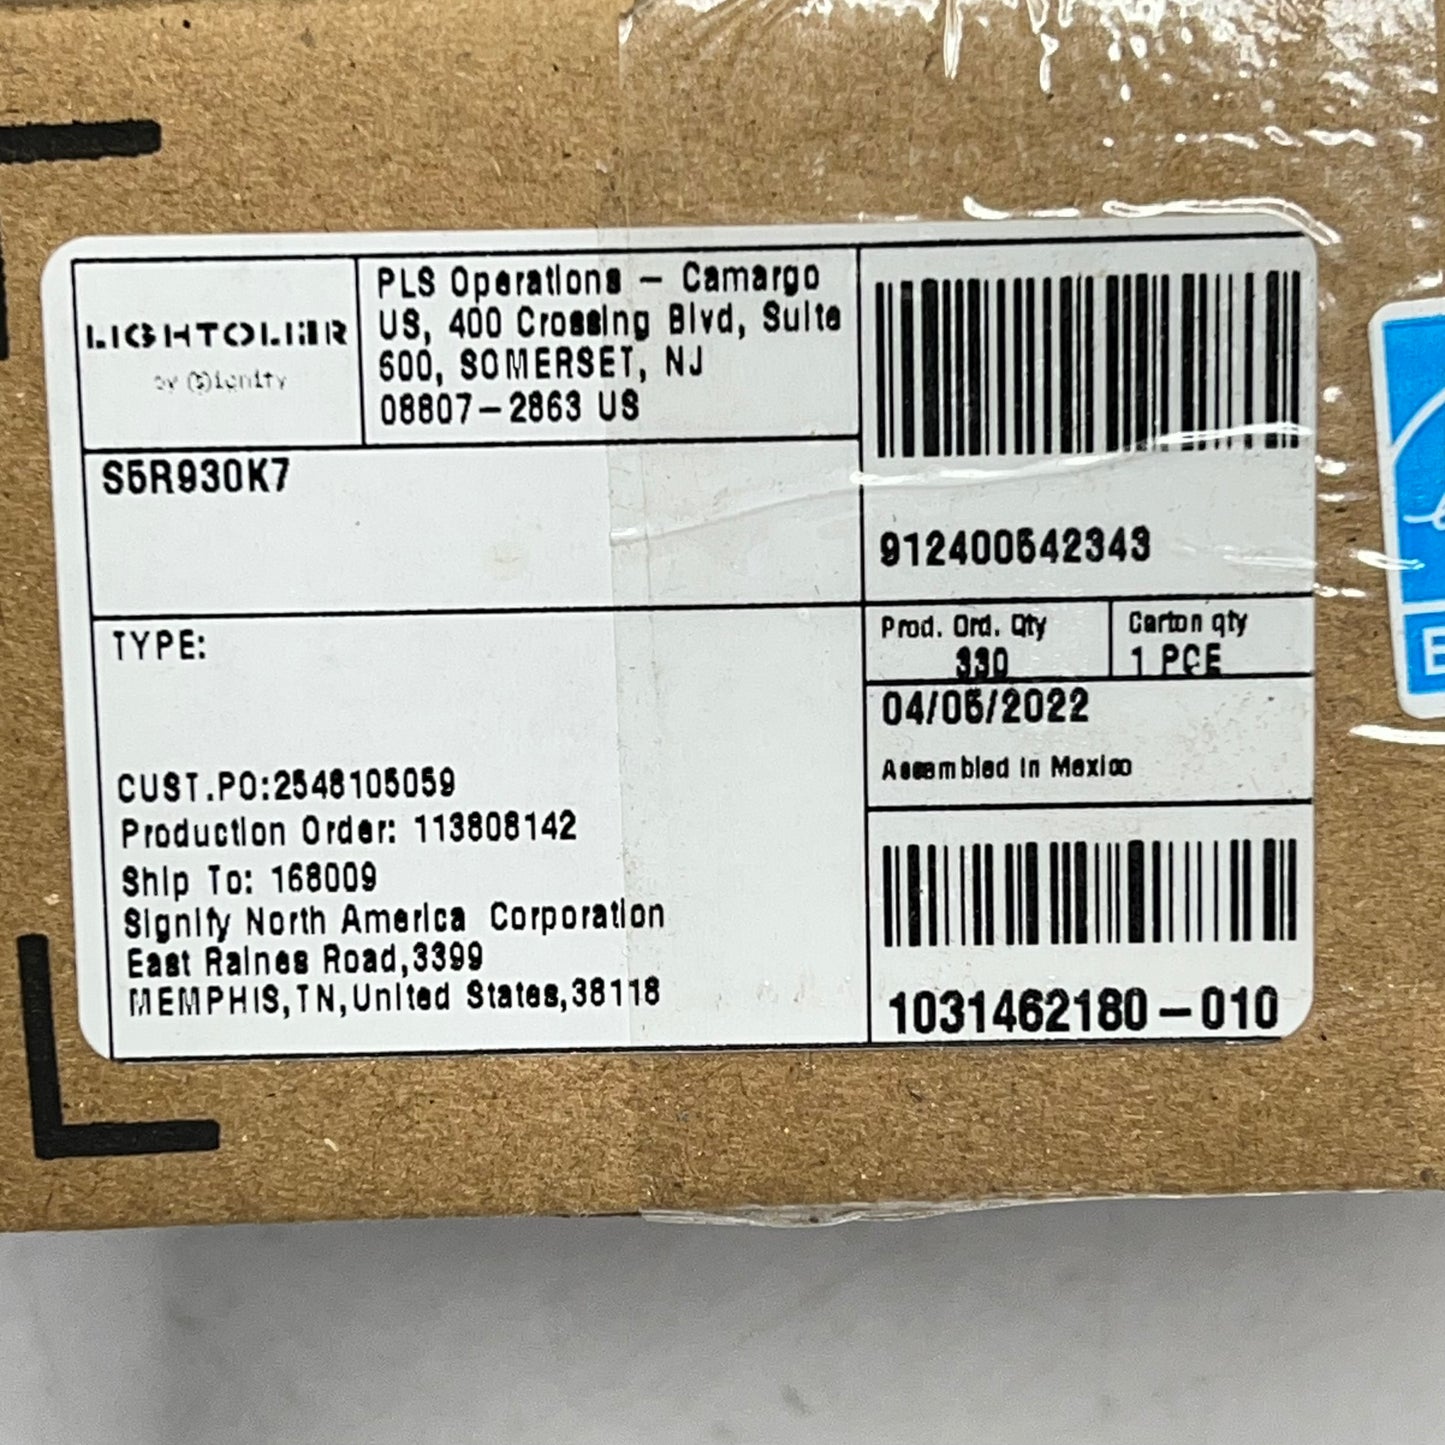 LIGHTOLIER
by Signify
PLS Operations – Camargo
US, 400 Crossing Blvd, Suite
600, SOMERSET, NJ
08807-2863 US
S5R930K7
912400542343
Prod. Ord. Qty
330
Carton qty
1 PCE
04/05/2022
Assembled in Mexico
TYPE:
CUST.PO:2548105059
Production Order: 113808142
Ship To: 168009
Signify North America Corporation
East Raines Road,3399
MEMPHIS,TN,United States,38118
1031462180-010